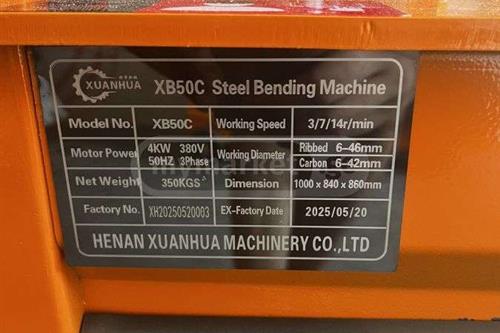 XUANHUA XB50C Steel Bending Machine
Model No. XB50C Working Speed 3/7/14r/min
Motor Power 4KW 380V 50HZ 3Phase Working Diameter Ribbed 6-46mm Carbon 6-42mm
Net Weight 350KGS Dimension 1000 x 840 x 860mm
Factory No. XH20250520003 EX-Factory Date 2025/05/20
HENAN XUANHUA MACHINERY CO.,LTD